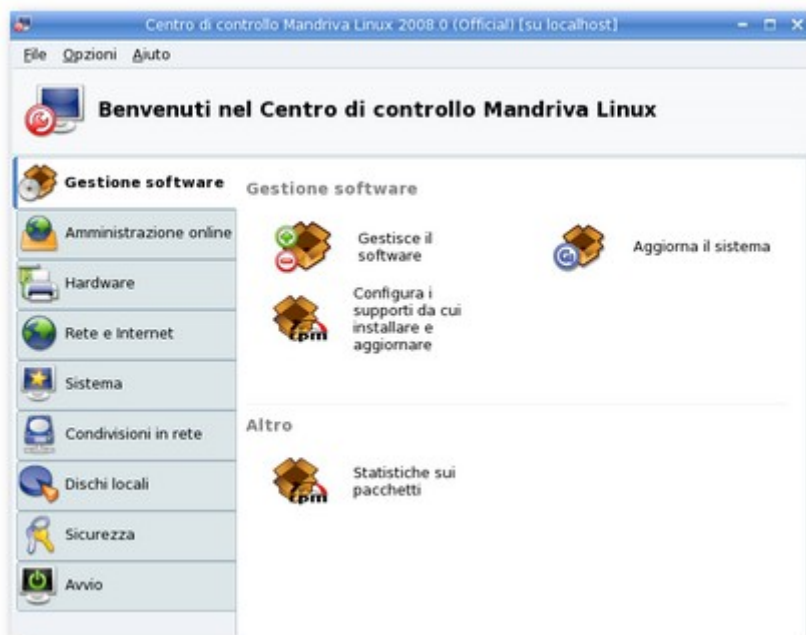 Centro di controllo Mandriva Linux 2008.0 (Official) [su localhost]
File Opzioni Aiuto
Benvenuti nel Centro di controllo Mandriva Linux
Gestione software
Amministrazione online
Hardware
Rete e Internet
Sistema
Condivisioni in rete
Dischi locali
Sicurezza
Avvio
Gestione software
Gestisce il
software
Aggiorna il sistema
Configura i
supporti da cui
installare e
aggiornare
rpm
Altro
Statistiche sui
pacchetti
rpm